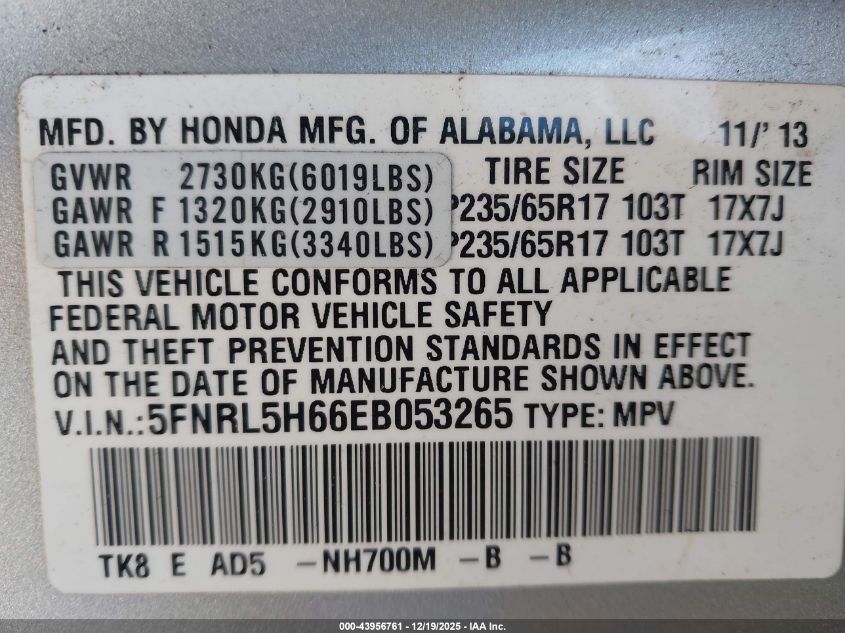 MFD. BY HONDA MFG. OF ALABAMA, LLC 11/' 13
GVWR 2730KG(6019LBS) TIRE SIZE RIM SIZE
GAWR F 1320KG(2910LBS) P235/65R17 103T 17X7J
GAWR R 1515KG(3340LBS) P235/65R17 103T 17X7J
THIS VEHICLE CONFORMS TO ALL APPLICABLE
FEDERAL MOTOR VEHICLE SAFETY
AND THEFT PREVENTION STANDARDS IN EFFECT
ON THE DATE OF MANUFACTURE SHOWN ABOVE.
V.I.N.:5FNRL5H66EB053265 TYPE: MPV
TK8 E AD5 -NH700M -B -B
000-43956761 - 12/19/2025 - IAA Inc.